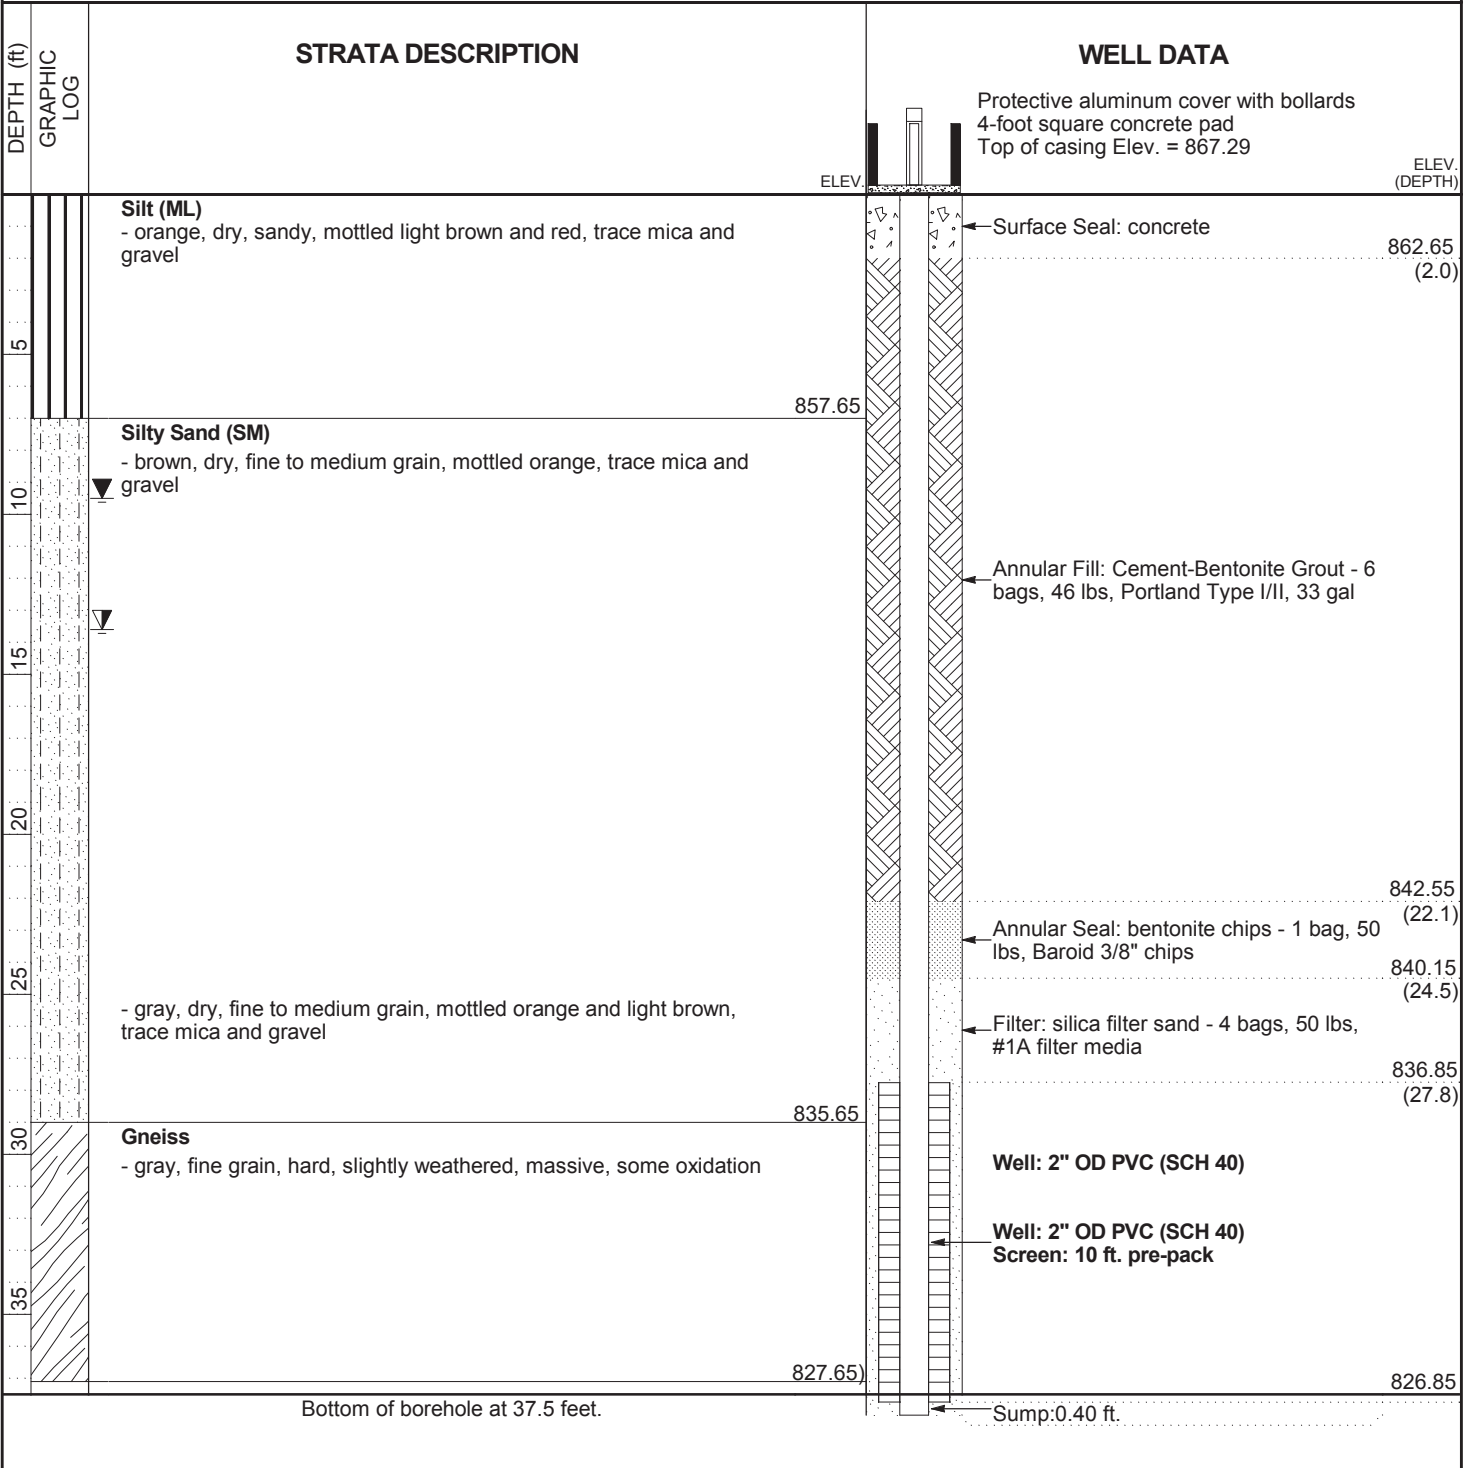 DEPTH (ft)
GRAPHIC
LOG
STRATA DESCRIPTION
ELEV.
WELL DATA
Protective aluminum cover with bollards
4-foot square concrete pad
Top of casing Elev. = 867.29
ELEV.
(DEPTH)
Silt (ML)
- orange, dry, sandy, mottled light brown and red, trace mica and
gravel
Surface Seal: concrete
862.65
(2.0)
5
857.65
Silty Sand (SM)
- brown, dry, fine to medium grain, mottled orange, trace mica and
gravel
10
Annular Fill: Cement-Bentonite Grout - 6
bags, 46 lbs, Portland Type I/II, 33 gal
15
20
842.55
(22.1)
Annular Seal: bentonite chips - 1 bag, 50
lbs, Baroid 3/8" chips
840.15
(24.5)
25
- gray, dry, fine to medium grain, mottled orange and light brown,
trace mica and gravel
Filter: silica filter sand - 4 bags, 50 lbs,
#1A filter media
836.85
(27.8)
835.65
30
Gneiss
- gray, fine grain, hard, slightly weathered, massive, some oxidation
Well: 2" OD PVC (SCH 40)
Well: 2" OD PVC (SCH 40)
Screen: 10 ft. pre-pack
35
827.65)
826.85
Bottom of borehole at 37.5 feet.
Sump:0.40 ft.